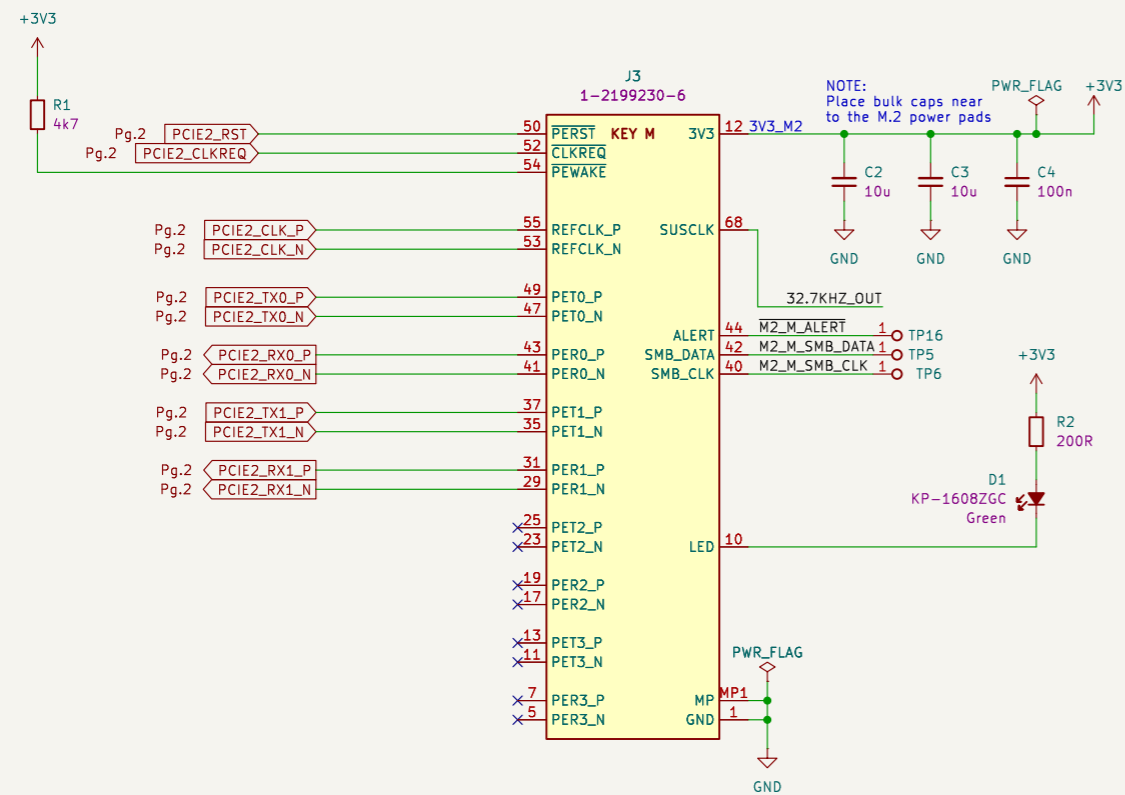 +3V3
R1
4k7
Pg.2 PCIE2_RST
Pg.2 PCIE2_CLKREQ
Pg.2 PCIE2_CLK_P
Pg.2 PCIE2_CLK_N
Pg.2 PCIE2_TX0_P
Pg.2 PCIE2_TX0_N
Pg.2 PCIE2_RX0_P
Pg.2 PCIE2_RX0_N
Pg.2 PCIE2_TX1_P
Pg.2 PCIE2_TX1_N
Pg.2 PCIE2_RX1_P
Pg.2 PCIE2_RX1_N
J3
1-2199230-6
KEY M
50 PERST
52 CLKREQ
54 PEWAKE
55 REFCLK_P
53 REFCLK_N
49 PET0_P
47 PET0_N
43 PER0_P
41 PER0_N
37 PET1_P
35 PET1_N
31 PER1_P
29 PER1_N
25 PET2_P
23 PET2_N
19 PER2_P
17 PER2_N
13 PET3_P
11 PET3_N
7 PER3_P
5 PER3_N
3V3 12 3V3_M2
SUSCLK 68
32.7KHZ_OUT
ALERT 44 M2_M_ALERT 1 TP16
SMB_DATA 42 M2_M_SMB_DATA 1 TP5
SMB_CLK 40 M2_M_SMB_CLK 1 TP6
LED 10
MP MP1
GND 1
PWR_FLAG
GND
NOTE:
Place bulk caps near
to the M.2 power pads
PWR_FLAG
+3V3
C2
10u
GND
C3
10u
GND
C4
100n
GND
+3V3
R2
200R
D1
KP-1608ZGC
Green